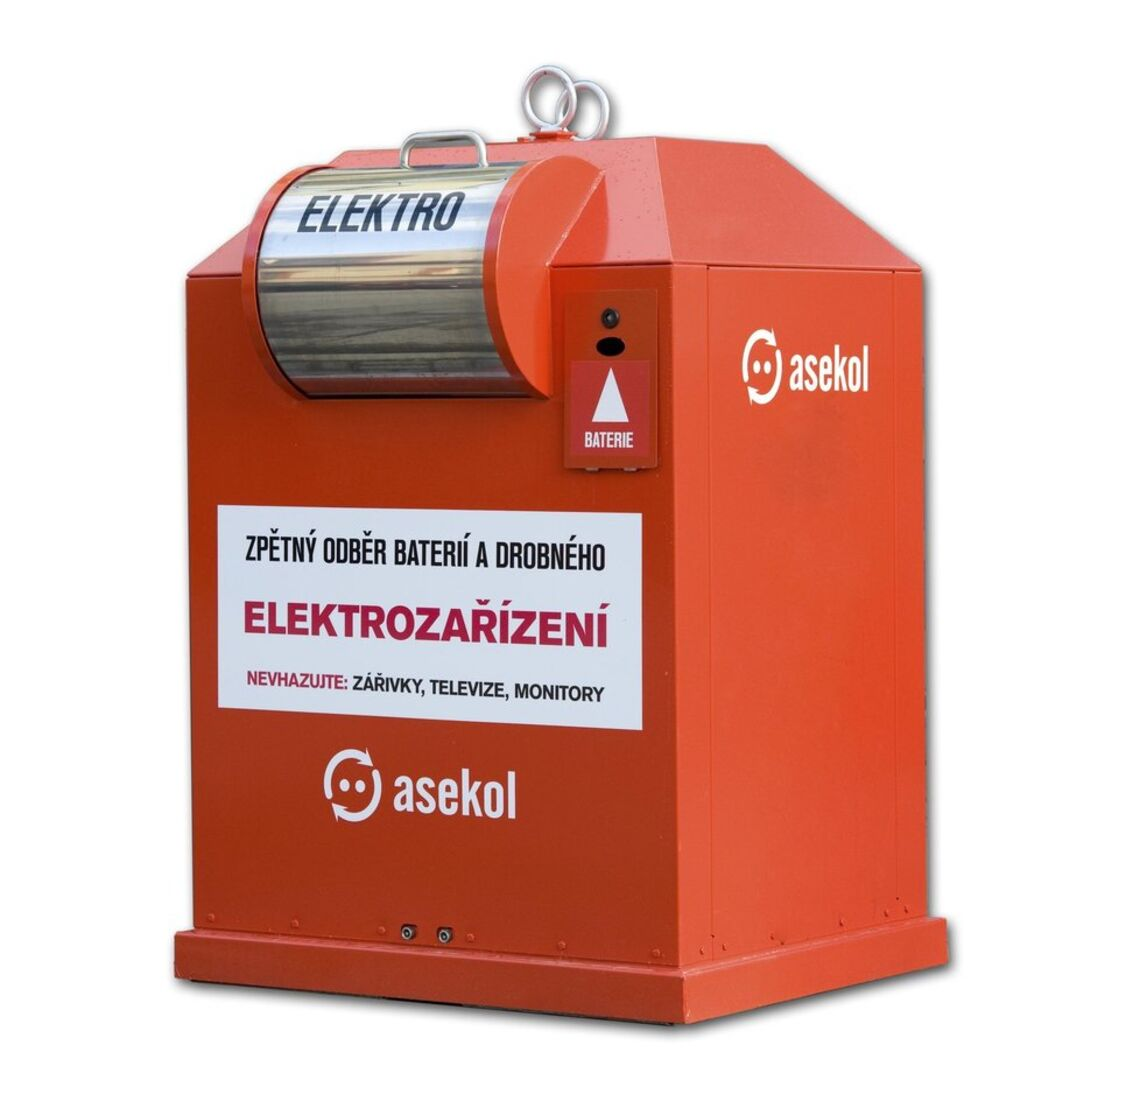 ELEKTRO
asekol
BATERIE
ZPĚTNÝ ODBĚR BATERIÍ A DROBNÉHO
ELEKTROZAŘÍZENÍ
NEVHAZUJTE: ZÁŘIVKY, TELEVIZE, MONITORY
asekol